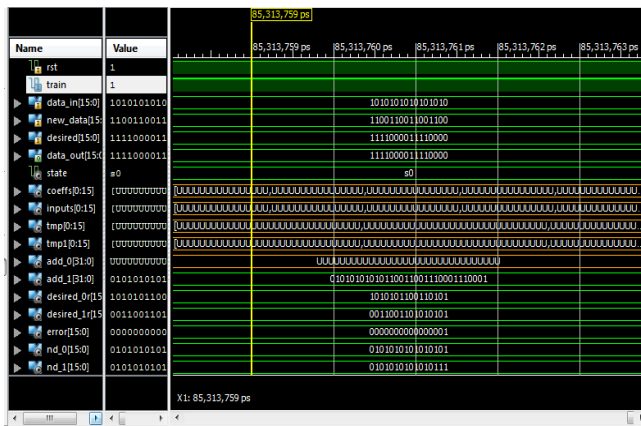 85,313,759 ps
Name Value 85,313,759 ps 85,313,760 ps 85,313,761 ps 85,313,762 ps 85,313,763 ps
rst 1
train 1
data_in[15:0] 1010101010 1010101010101010
new_data[15: 1100110011 1100110011001100
desired[15:0] 1111000011 1111000011110000
data_out[15:0 1111000011 1111000011110000
state s0 s0
coeffs[0:15]
inputs[0:15]
tmp[0:15]
tmp1[0:15]
add_0[31:0]
add_1[31:0] 0101010101
desired_0r[15 1010101100 1010101100110101
desired_1r[15 0011001101 0011001101010101
error[15:0] 0000000000 0000000000000001
nd_0[15:0] 0101010101 0101010101010101
nd_1[15:0] 0101010101 0101010101010111
X1: 85,313,759 ps